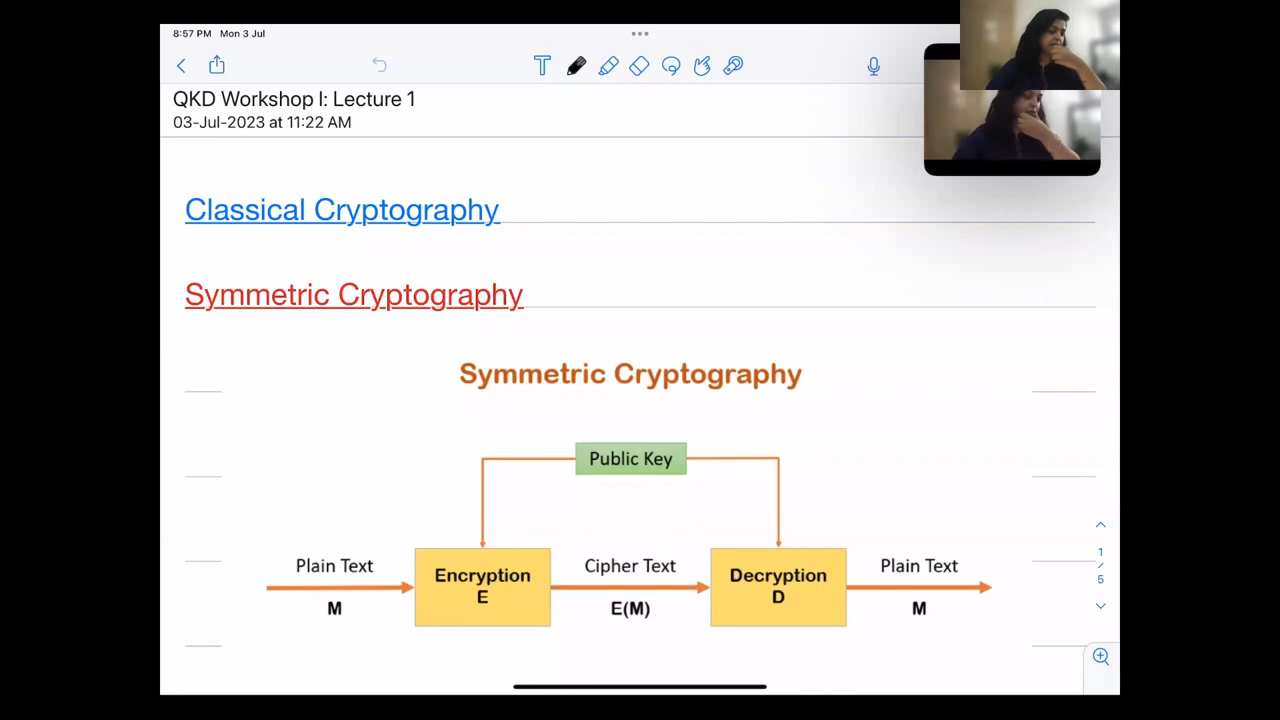 8:57 PM Mon 3 Jul
QKD Workshop I: Lecture 1
03-Jul-2023 at 11:22 AM
Classical Cryptography
Symmetric Cryptography
Symmetric Cryptography
Public Key
Plain Text
Encryption
E
Cipher Text
Decryption
D
Plain Text
M
E(M)
M
1
/
5